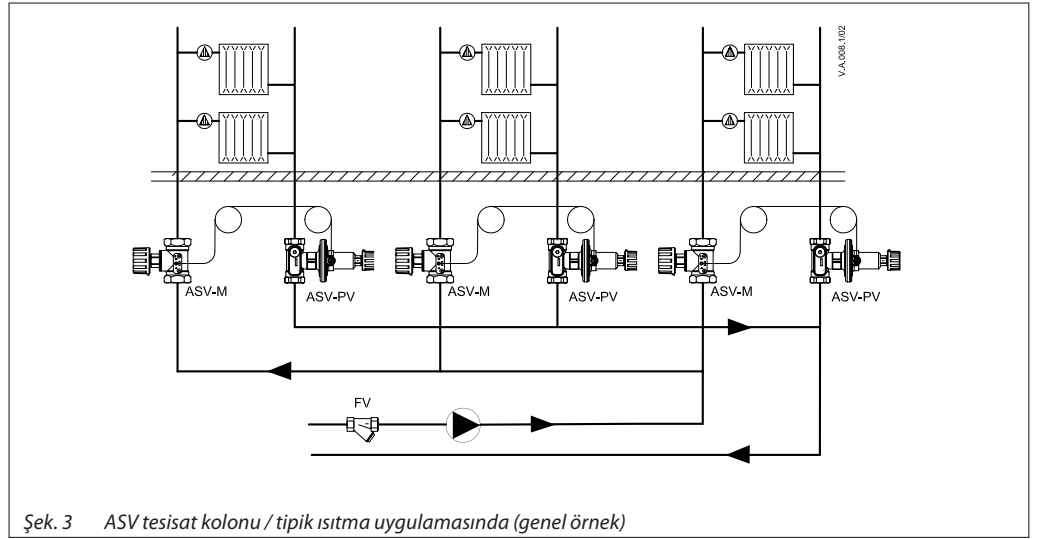 V.A.008.1/02
ASV-M
ASV-PV
ASV-M
ASV-PV
ASV-M
ASV-PV
FV
Şek. 3 ASV tesisat kolonu / tipik ısıtma uygulamasında (genel örnek)